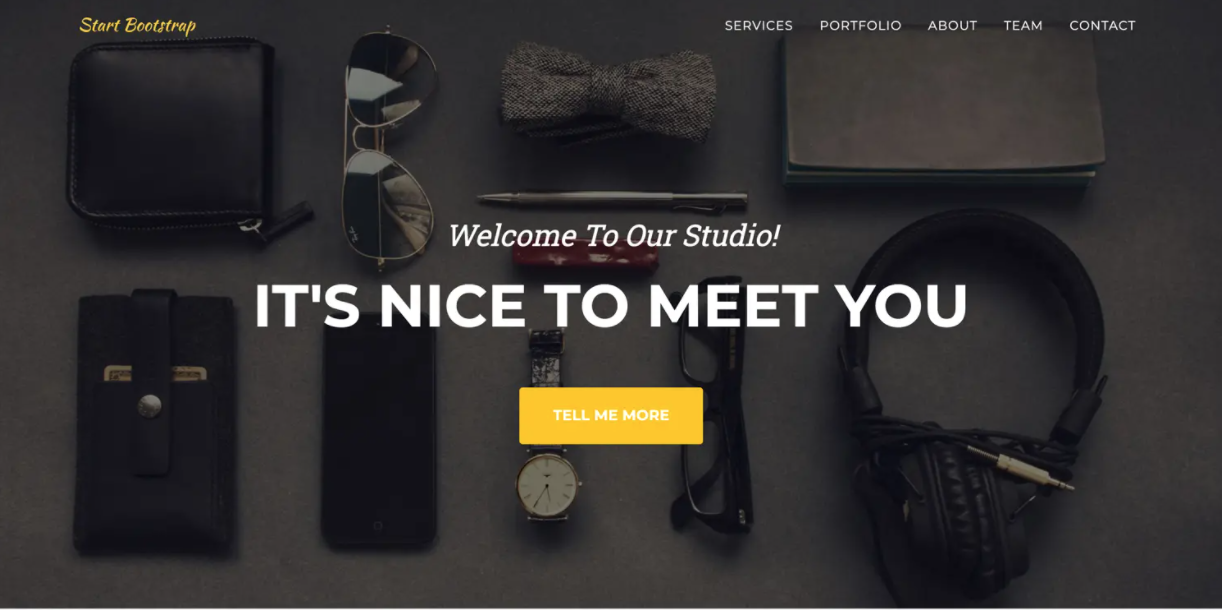 Start Bootstrap
SERVICES PORTFOLIO ABOUT TEAM CONTACT
Welcome To Our Studio!
IT'S NICE TO MEET YOU
TELL ME MORE